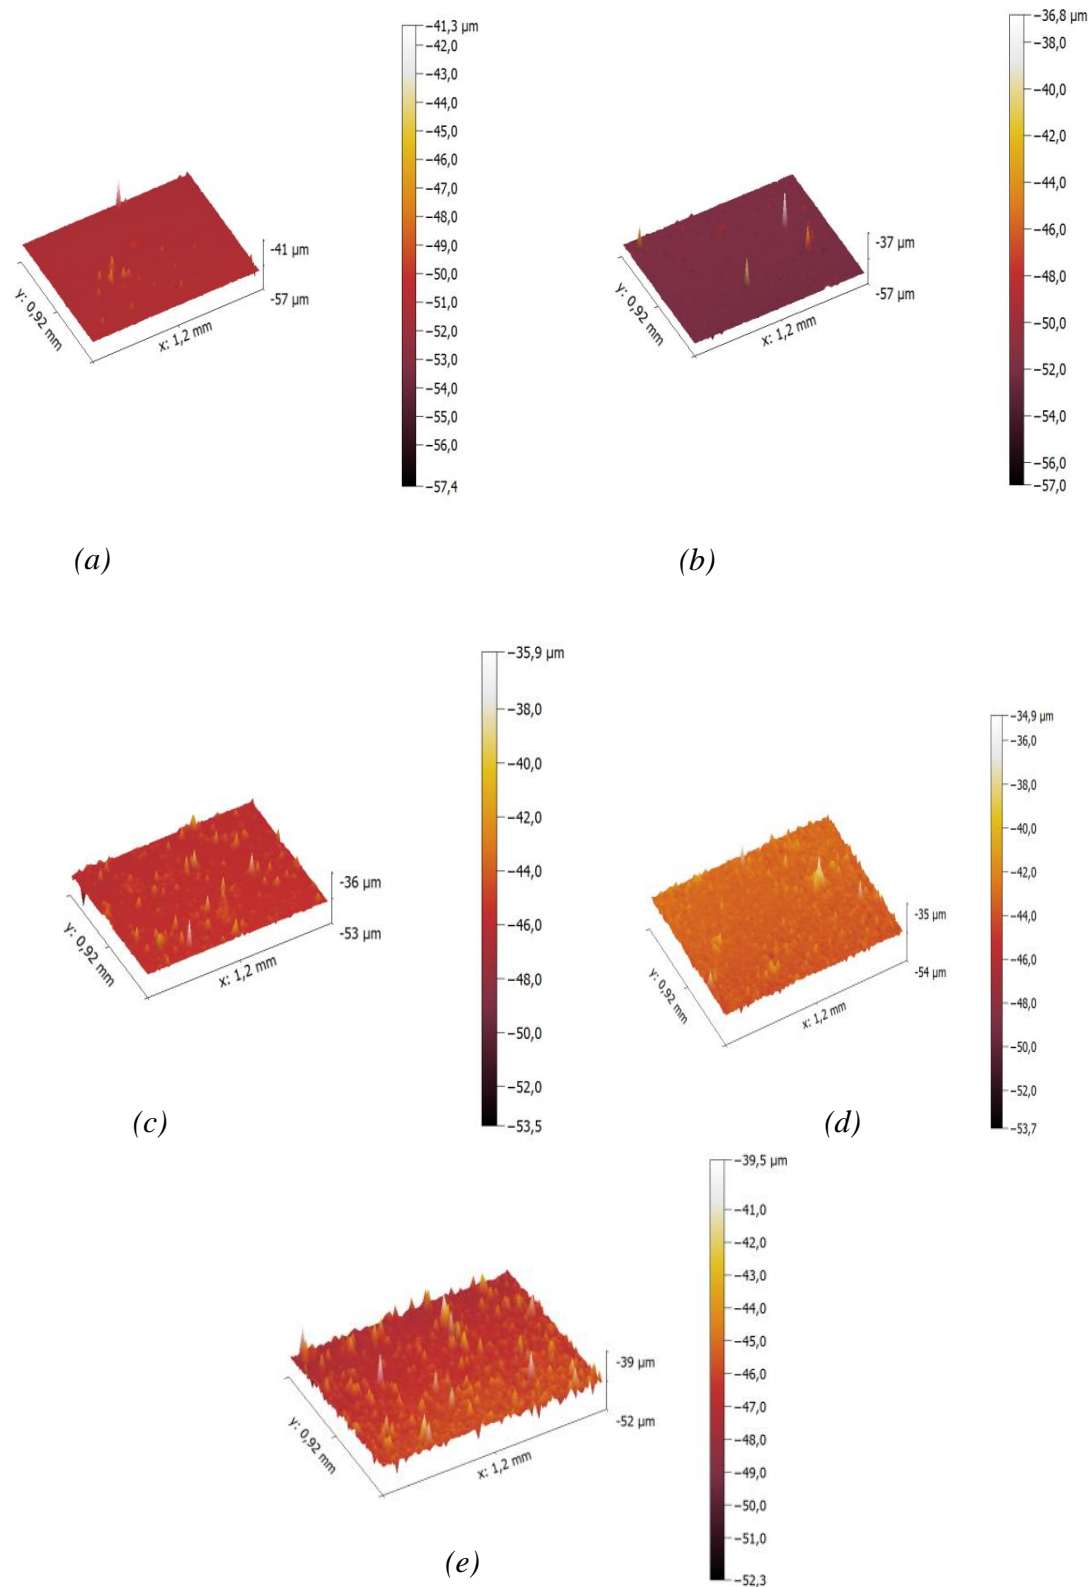 −41,3 µm
−42,0
−43,0
−44,0
−45,0
−46,0
−47,0
−48,0
−49,0
−50,0
−51,0
−52,0
−53,0
−54,0
−55,0
−56,0
−57,4
-41 µm
-57 µm
y: 0,92 mm
x: 1,2 mm
(a)
−36,8 µm
−38,0
−40,0
−42,0
−44,0
−46,0
−48,0
−50,0
−52,0
−54,0
−56,0
−57,0
-37 µm
-57 µm
y: 0,92 mm
x: 1,2 mm
(b)
−35,9 µm
−38,0
−40,0
−42,0
−44,0
−46,0
−48,0
−50,0
−52,0
−53,5
-36 µm
-53 µm
y: 0,92 mm
x: 1,2 mm
(c)
−34,9 µm
−36,0
−38,0
−40,0
−42,0
−44,0
−46,0
−48,0
−50,0
−52,0
−53,7
-35 µm
-54 µm
y: 0,92 mm
x: 1,2 mm
(d)
−39,5 µm
−41,0
−42,0
−43,0
−44,0
−45,0
−46,0
−47,0
−48,0
−49,0
−50,0
−51,0
−52,3
-39 µm
-52 µm
y: 0,92 mm
x: 1,2 mm
(e)